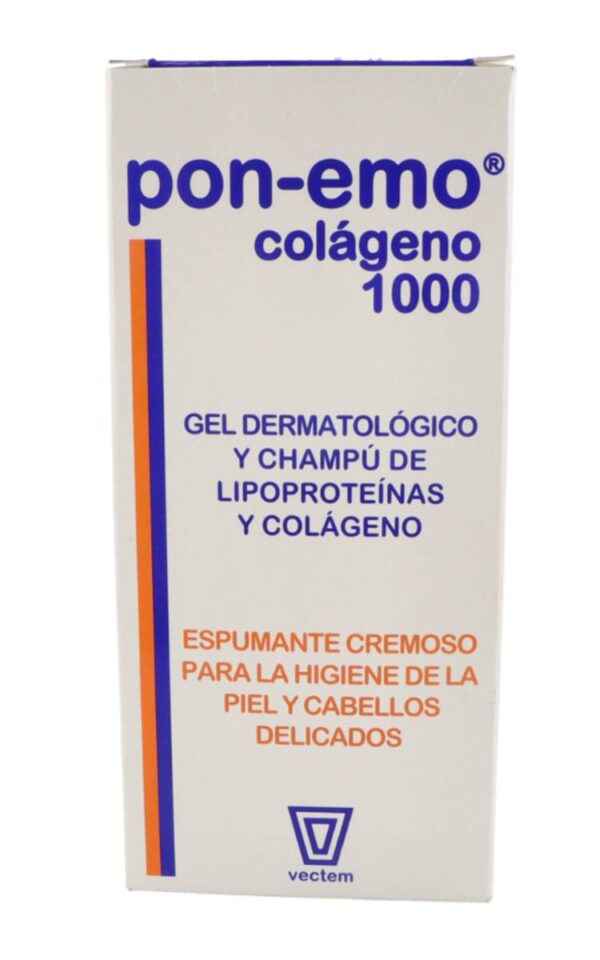 pon-emo®
colágeno
1000
GEL DERMATOLÓGICO
Y CHAMPÚ DE
LIPOPROTEÍNAS
Y COLÁGENO
ESPUMANTE CREMOSO
PARA LA HIGIENE DE LA
PIEL Y CABELLOS
DELICADOS
vectem